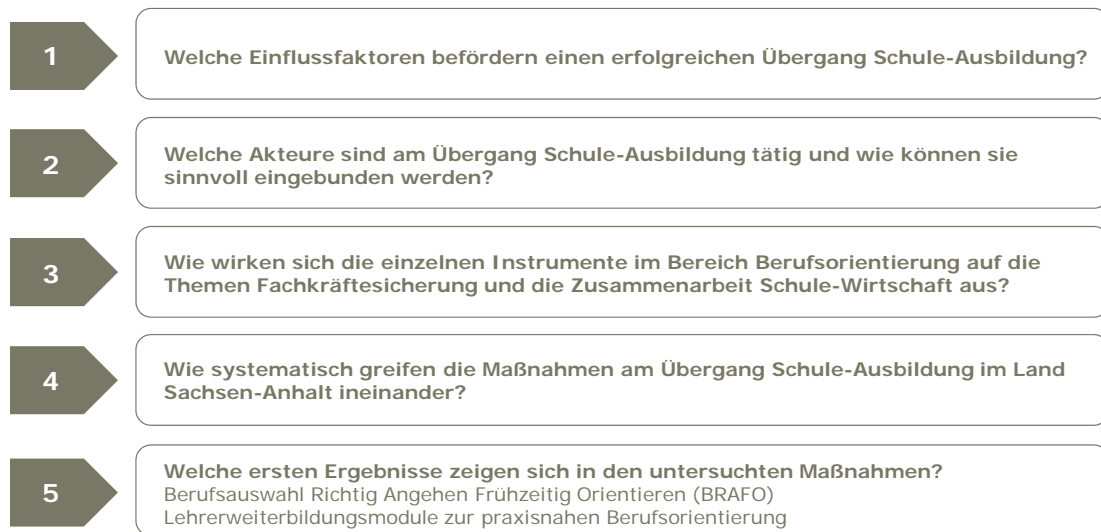 1
Welche Einflussfaktoren befördern einen erfolgreichen Übergang Schule-Ausbildung?
2
Welche Akteure sind am Übergang Schule-Ausbildung tätig und wie können sie
sinnvoll eingebunden werden?
3
Wie wirken sich die einzelnen Instrumente im Bereich Berufsorientierung auf die
Themen Fachkräftesicherung und die Zusammenarbeit Schule-Wirtschaft aus?
4
Wie systematisch greifen die Maßnahmen am Übergang Schule-Ausbildung im Land
Sachsen-Anhalt ineinander?
5
Welche ersten Ergebnisse zeigen sich in den untersuchten Maßnahmen?
Berufsauswahl Richtig Angehen Frühzeitig Orientieren (BRAFO)
Lehrerweiterbildungsmodule zur praxisnahen Berufsorientierung